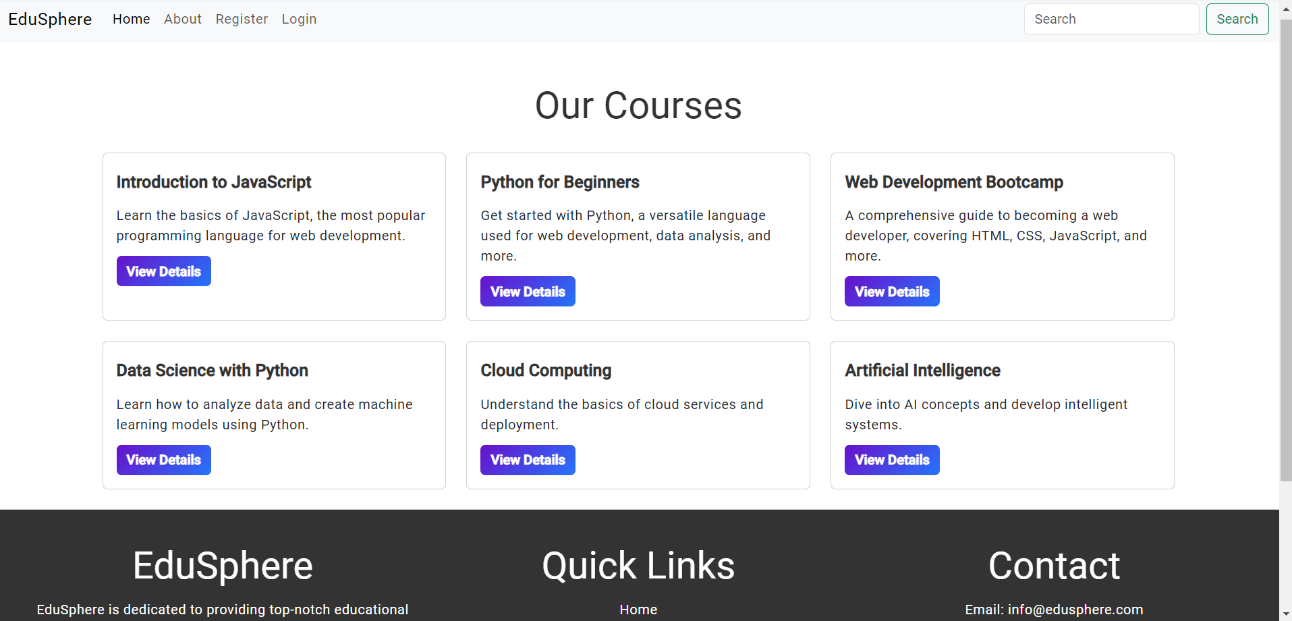 EduSphere Home About Register Login Search Search
Our Courses
Introduction to JavaScript
Learn the basics of JavaScript, the most popular
programming language for web development.
View Details
Python for Beginners
Get started with Python, a versatile language
used for web development, data analysis, and
more.
View Details
Web Development Bootcamp
A comprehensive guide to becoming a web
developer, covering HTML, CSS, JavaScript, and
more.
View Details
Data Science with Python
Learn how to analyze data and create machine
learning models using Python.
View Details
Cloud Computing
Understand the basics of cloud services and
deployment.
View Details
Artificial Intelligence
Dive into AI concepts and develop intelligent
systems.
View Details
EduSphere
EduSphere is dedicated to providing top-notch educational
Quick Links
Home
Contact
Email: info@edusphere.com